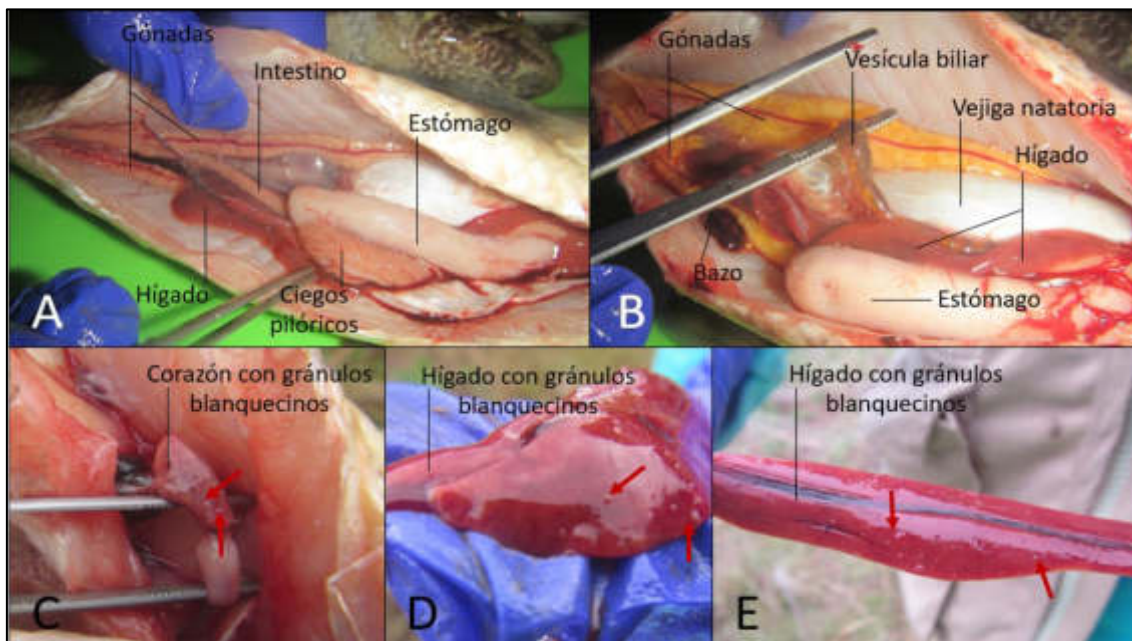 Gónadas
Intestino
Estómago
Hígado
Ciegos
pilóricos
A
Gónadas
Vesícula biliar
Vejiga natatoria
Hígado
Bazo
Estómago
B
Corazón con gránulos
blanquecinos
C
Hígado con gránulos
blanquecinos
D
Hígado con gránulos
blanquecinos
E